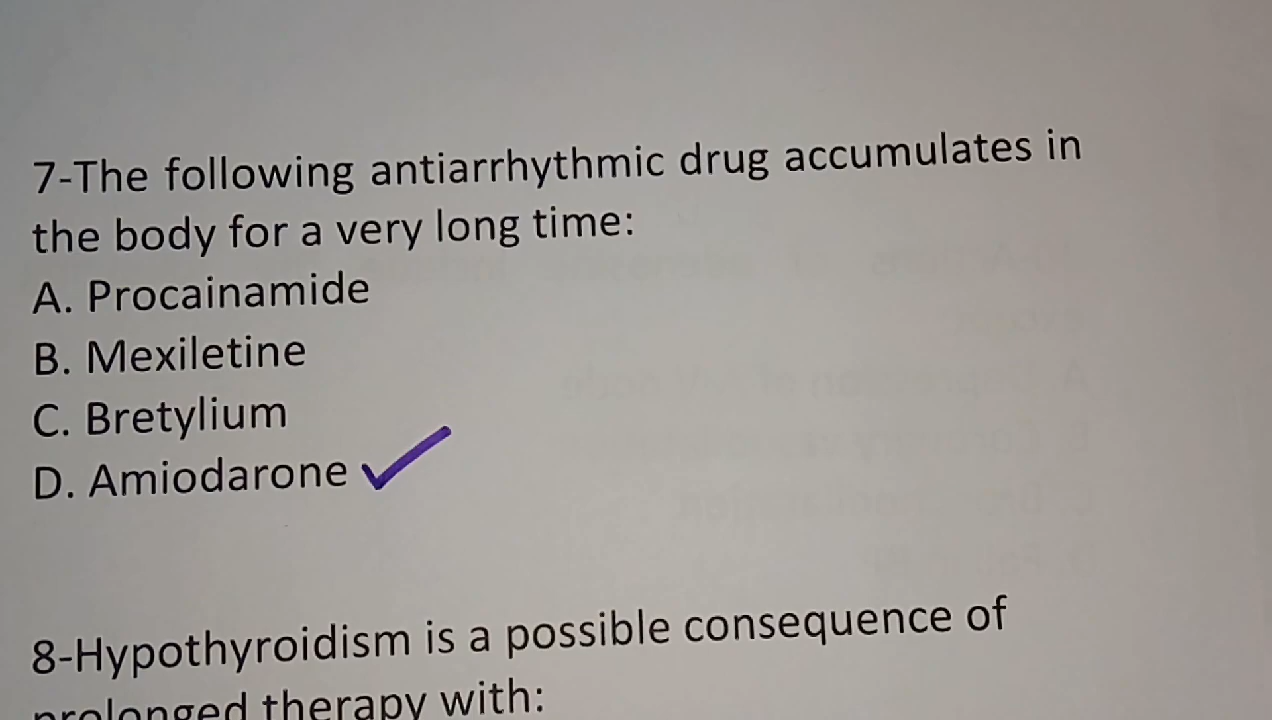 7-The following antiarrhythmic drug accumulates in
the body for a very long time:
A. Procainamide
B. Mexiletine
C. Bretylium
D. Amiodarone
8-Hypothyroidism is a possible consequence of
prolonged therapy with: